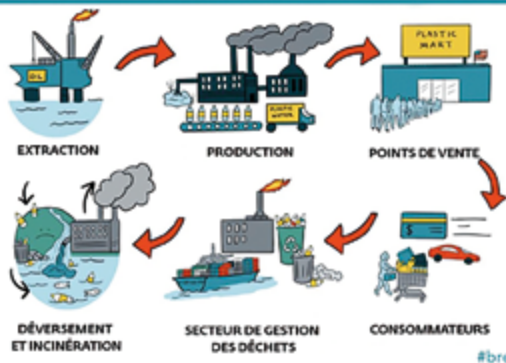 OIL
PLASTIC
WATER
PLASTIC
MART
EXTRACTION
PRODUCTION
POINTS DE VENTE
$
DÉVERSEMENT
ET INCINÉRATION
SECTEUR DE GESTION
DES DÉCHETS
CONSOMMATEURS
#bre